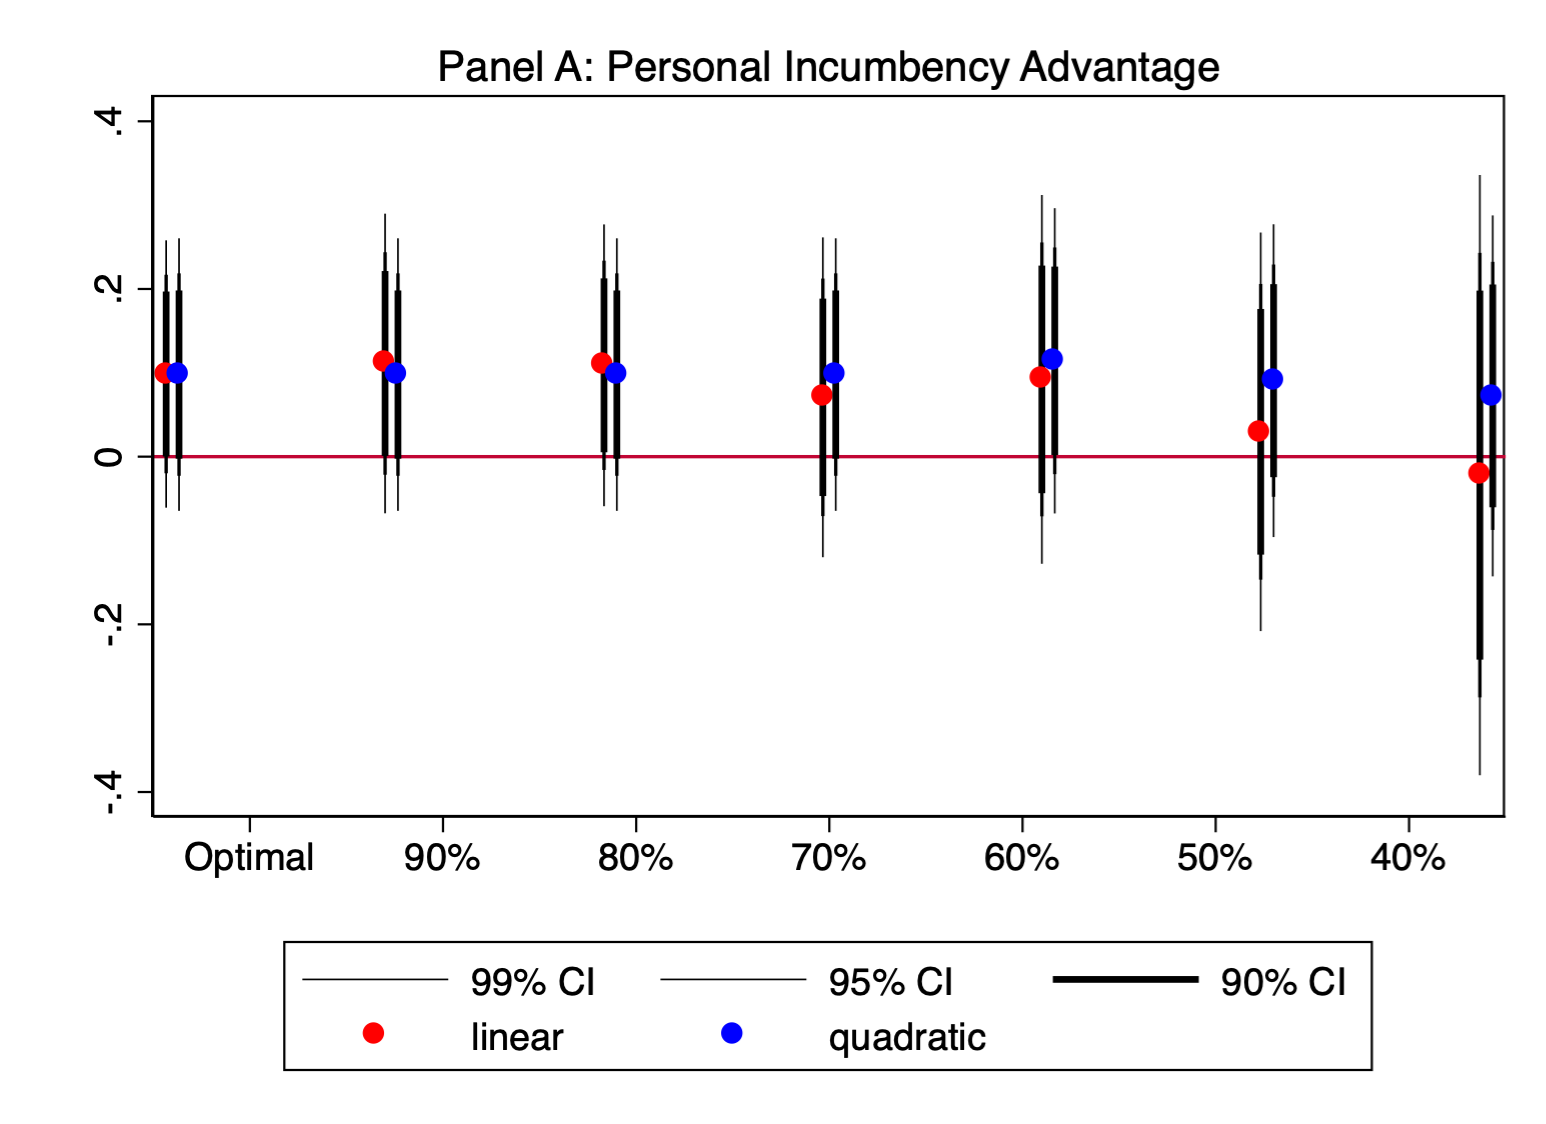 Panel A: Personal Incumbency Advantage
.4
.2
0
-.2
-.4
Optimal 90% 80% 70% 60% 50% 40%
99% CI 95% CI 90% CI
linear quadratic